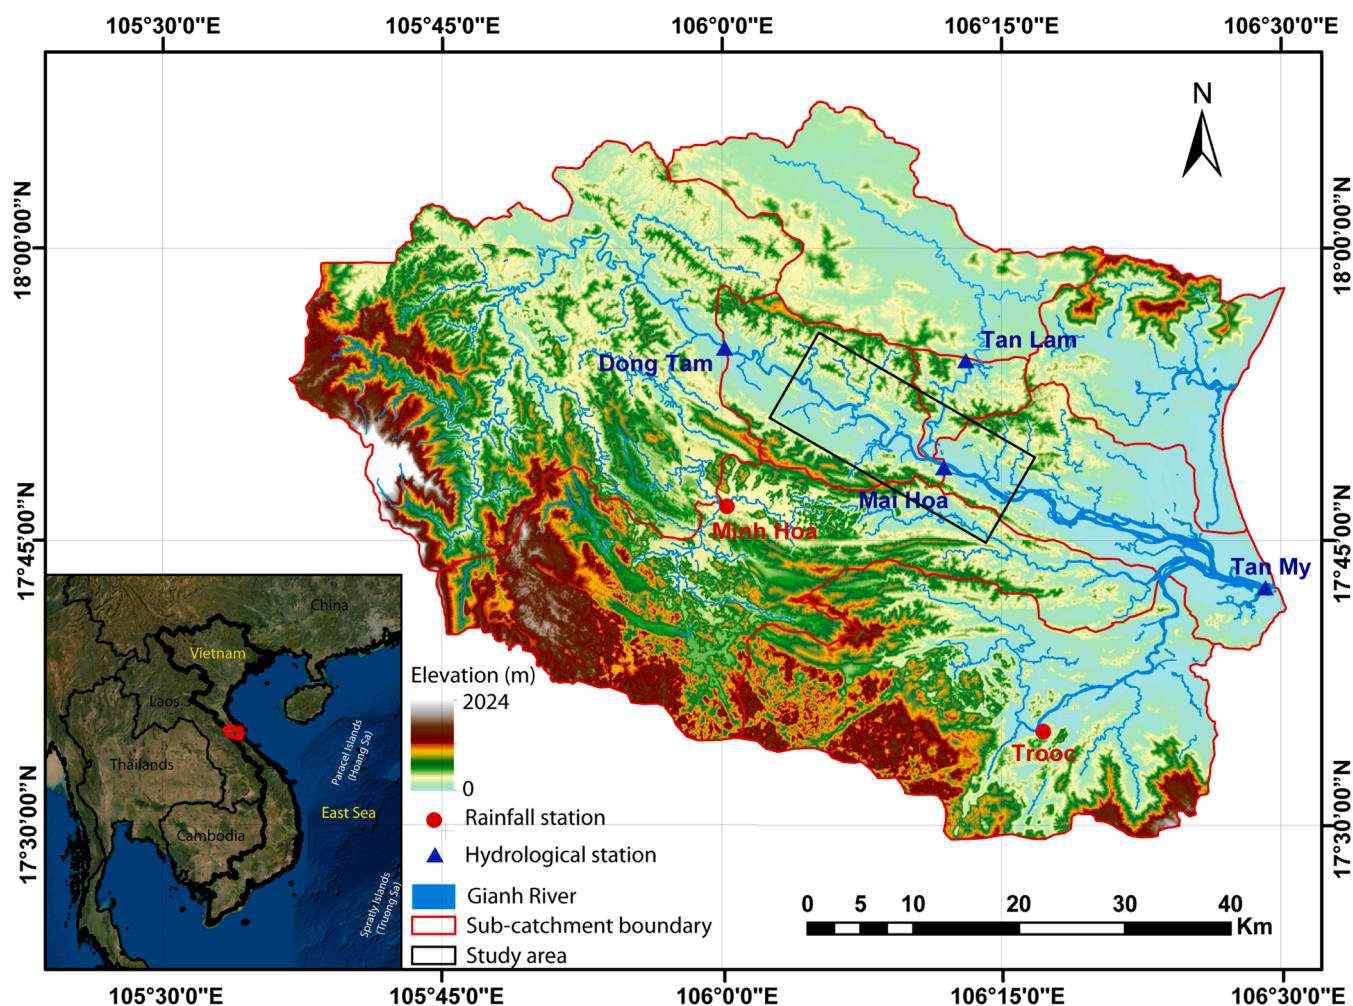 105°30'0"E 105°45'0"E 106°0'0"E 106°15'0"E 106°30'0"E
N
18°0'00"N
18°0'00"N
Tan Lam
Dong Tam
Mai Hoa
Minh Hoa
17°45'00"N
17°45'00"N
Tan My
China
Vietnam
Laos
Thailands
Cambodia
Paracel Islands
(Hoang Sa)
East Sea
Spratly Islands
(Truong Sa)
Elevation (m)
2024
0
Trooc
Rainfall station
Hydrological station
Gianh River
Sub-catchment boundary
Study area
17°30'00"N
17°30'00"N
0 5 10 20 30 40
Km
105°30'0"E 105°45'0"E 106°0'0"E 106°15'0"E 106°30'0"E